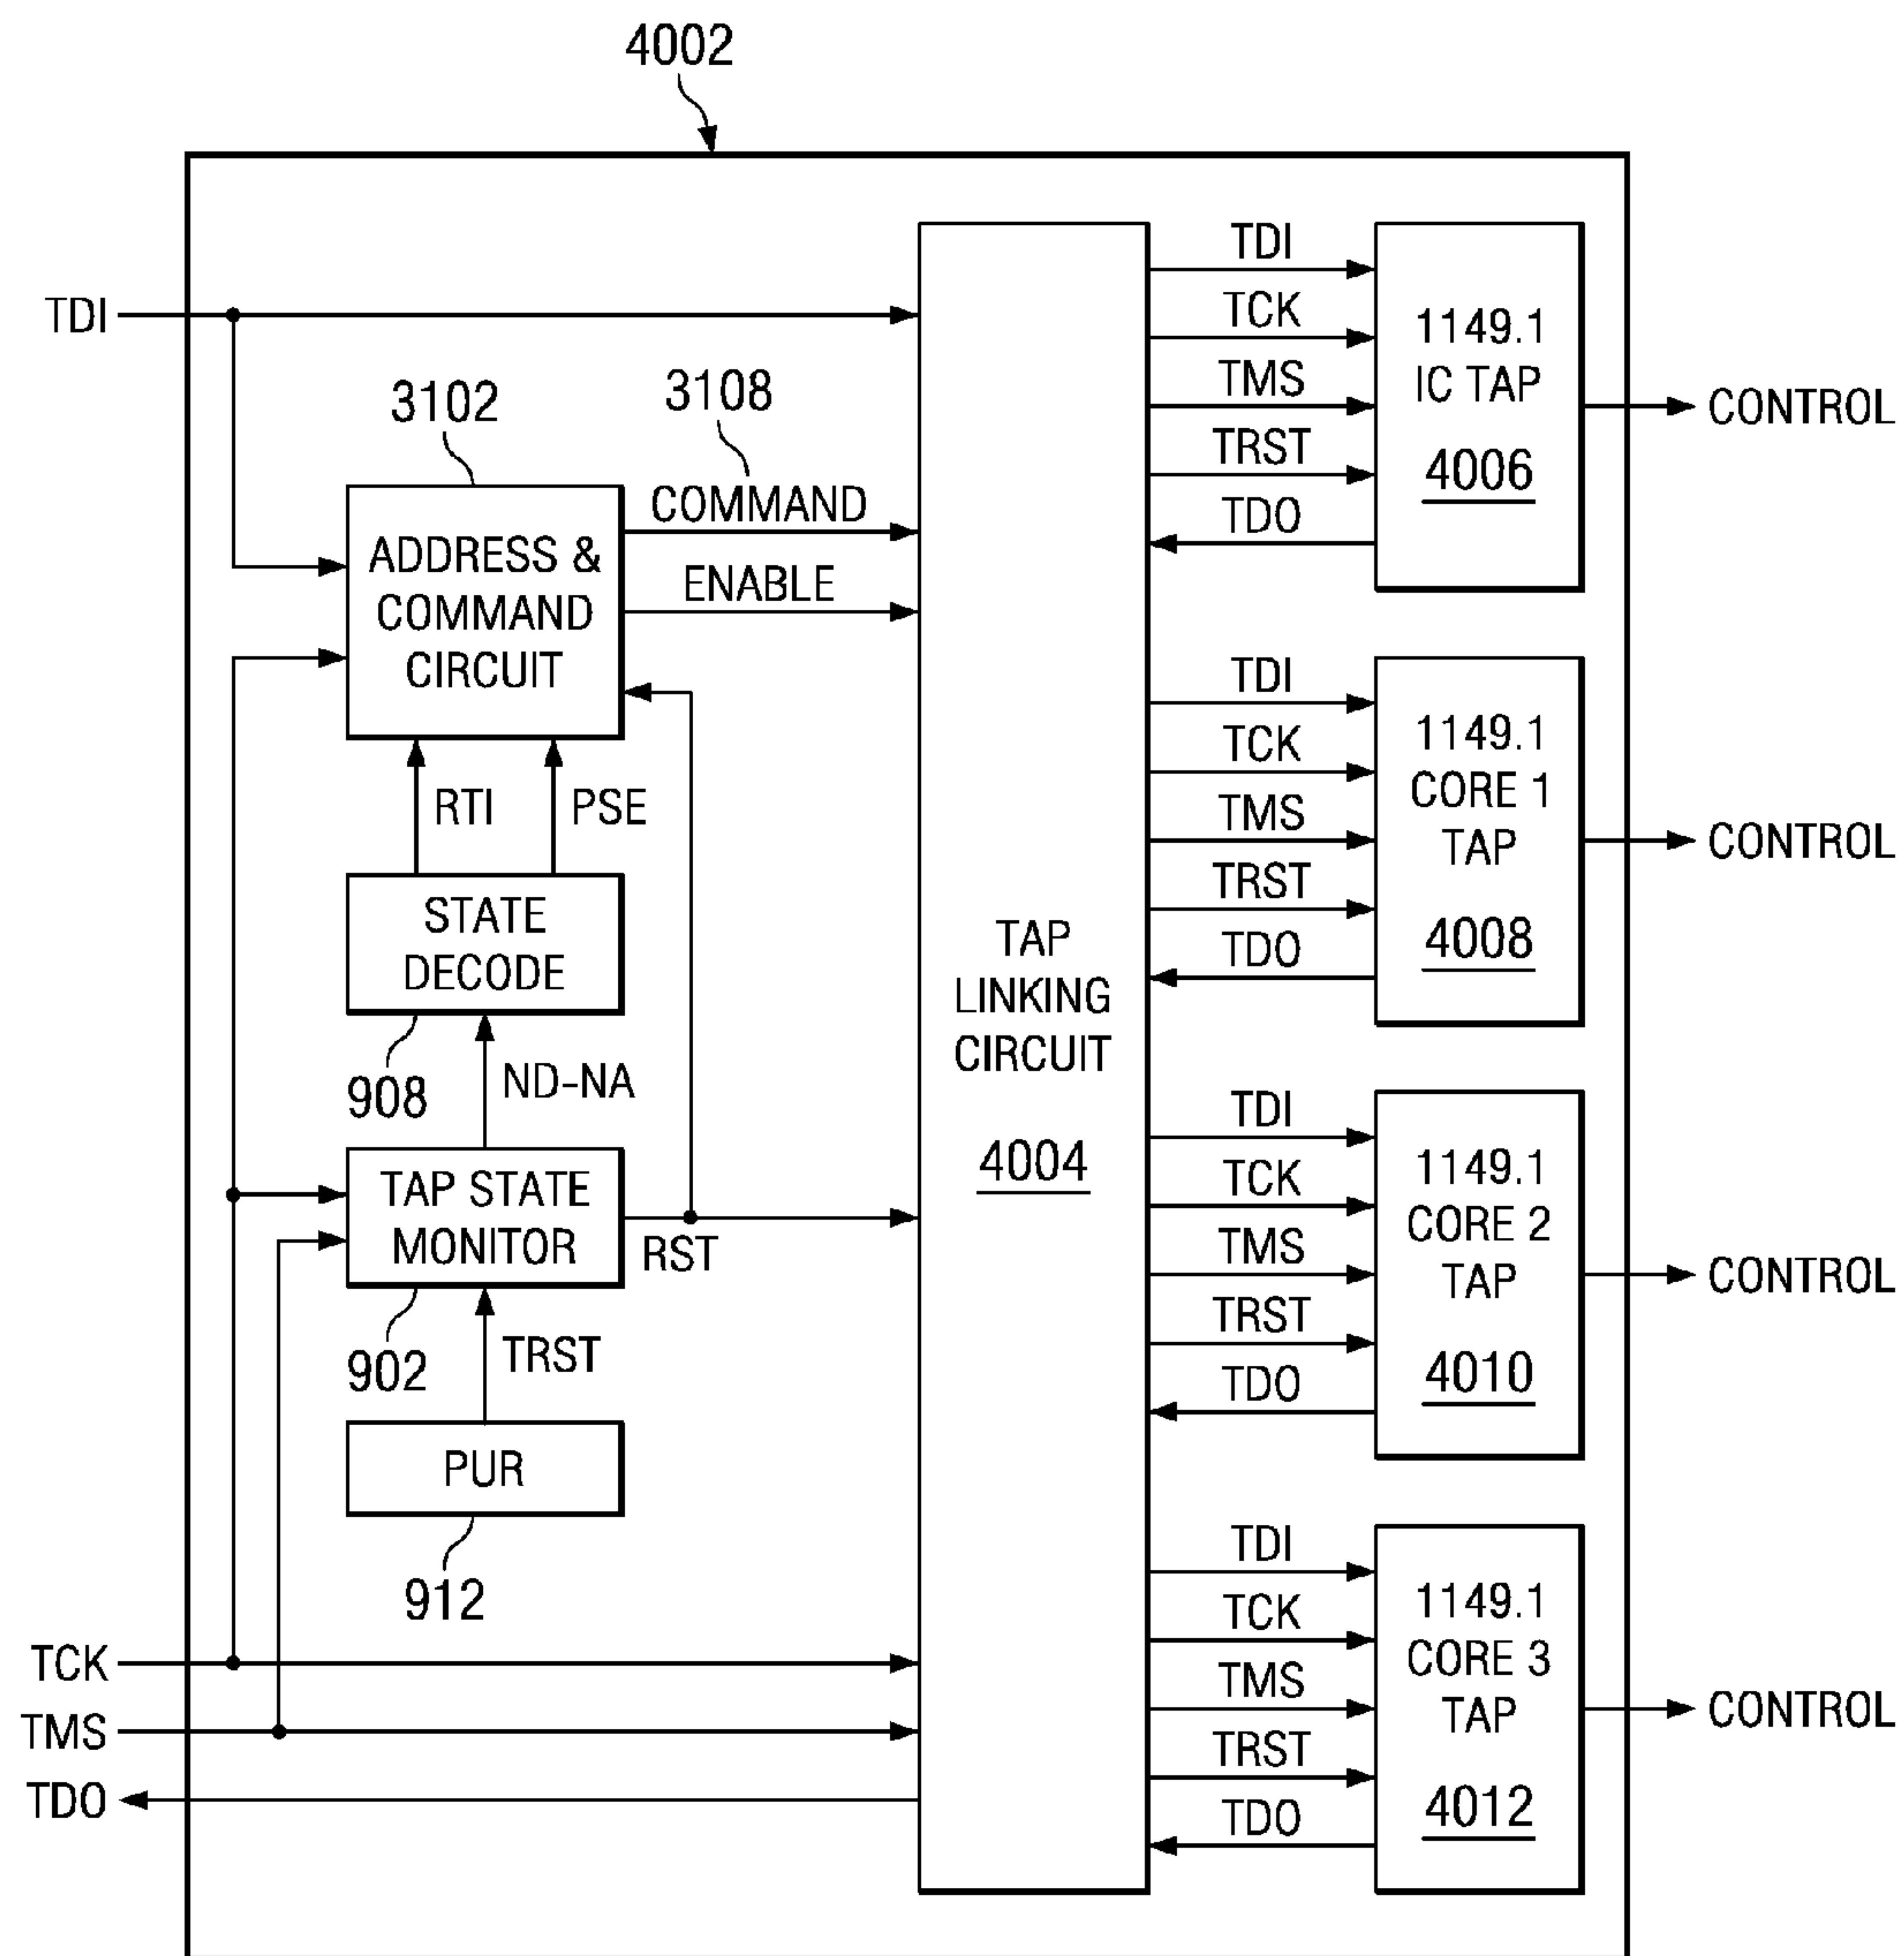 4002
TDI
3102
3108
ADDRESS &
COMMAND
CIRCUIT
COMMAND
ENABLE
RTI
PSE
STATE
DECODE
908
ND-NA
TAP STATE
MONITOR
RST
902
TRST
PUR
912
TCK
TMS
TDO
TAP
LINKING
CIRCUIT
4004
TDI
TCK
TMS
TRST
TDO
1149.1
IC TAP
4006
CONTROL
TDI
TCK
TMS
TRST
TDO
1149.1
CORE 1
TAP
4008
CONTROL
TDI
TCK
TMS
TRST
TDO
1149.1
CORE 2
TAP
4010
CONTROL
TDI
TCK
TMS
TRST
TDO
1149.1
CORE 3
TAP
4012
CONTROL